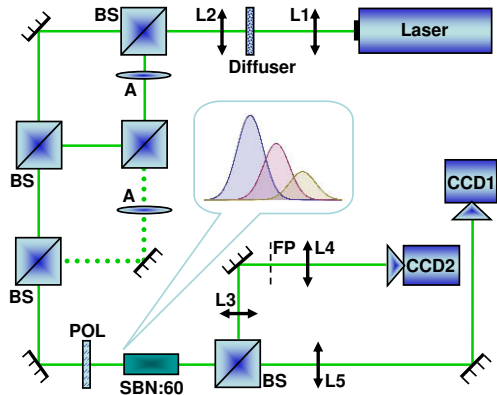 BS
L2
L1
Laser
Diffuser
A
BS
A
CCD1
BS
FP
L4
CCD2
L3
POL
SBN:60
BS
L5